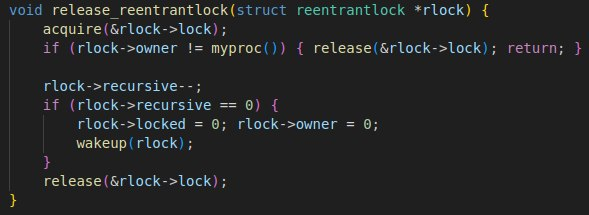 void release_reentrantlock(struct reentrantlock *rlock) {
    acquire(&rlock->lock);
    if (rlock->owner != myproc()) { release(&rlock->lock); return; }

    rlock->recursive--;
    if (rlock->recursive == 0) {
        rlock->locked = 0; rlock->owner = 0;
        wakeup(rlock);
    }
    release(&rlock->lock);
}